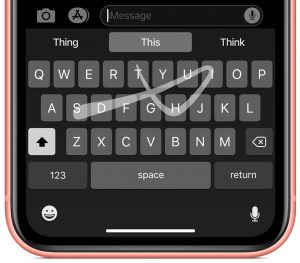 Message
Thing This Think
Q W E R T Y U I O P
A S D F G H J K L
Z X C V B N M
123 space return